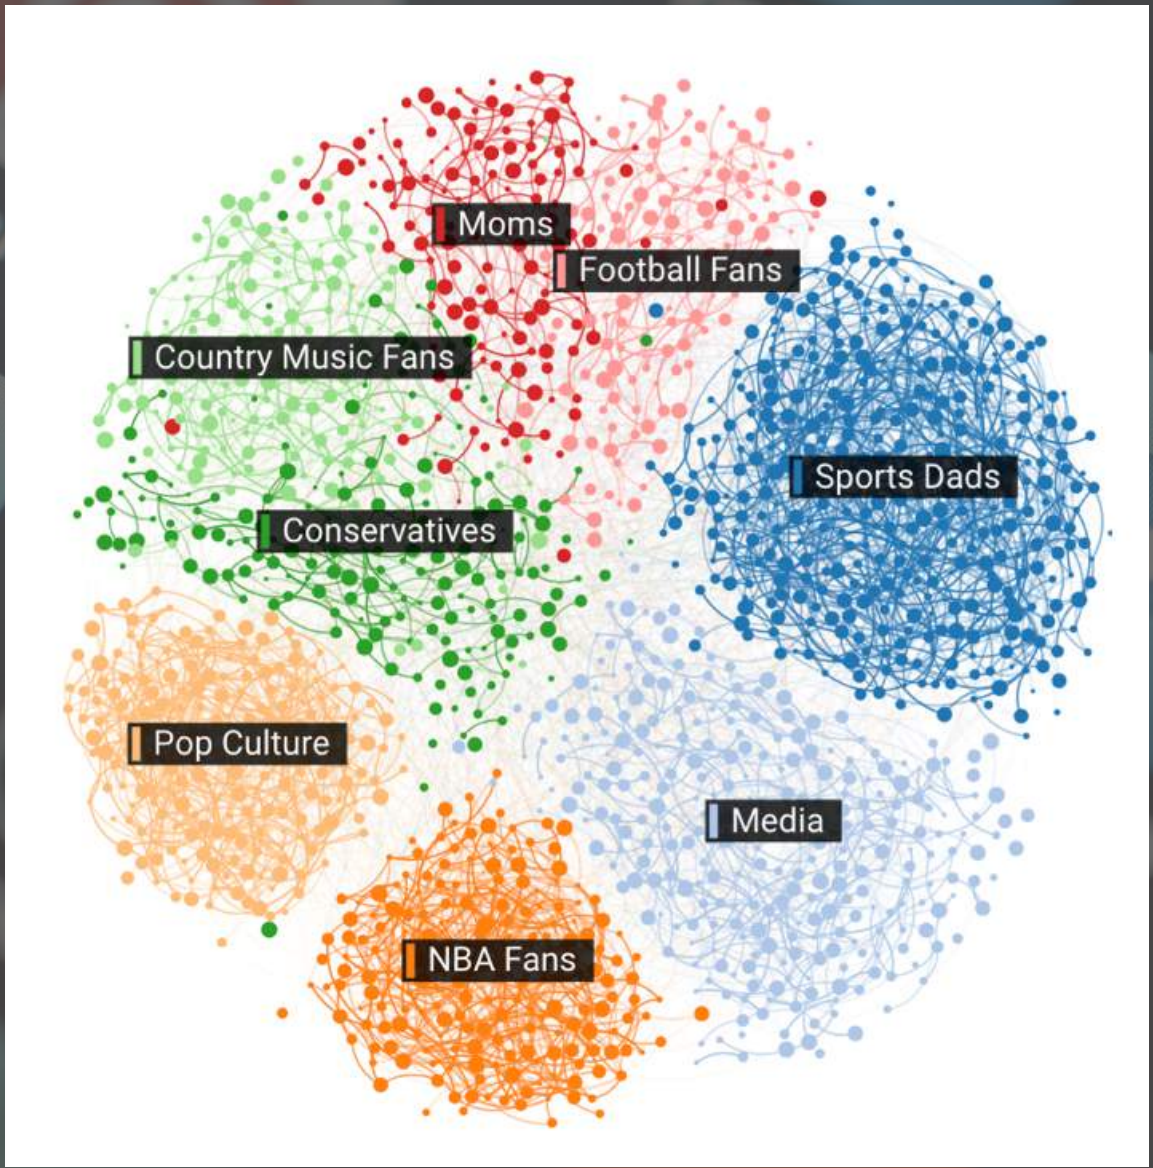 Moms
Football Fans
Country Music Fans
Sports Dads
Conservatives
Pop Culture
Media
NBA Fans